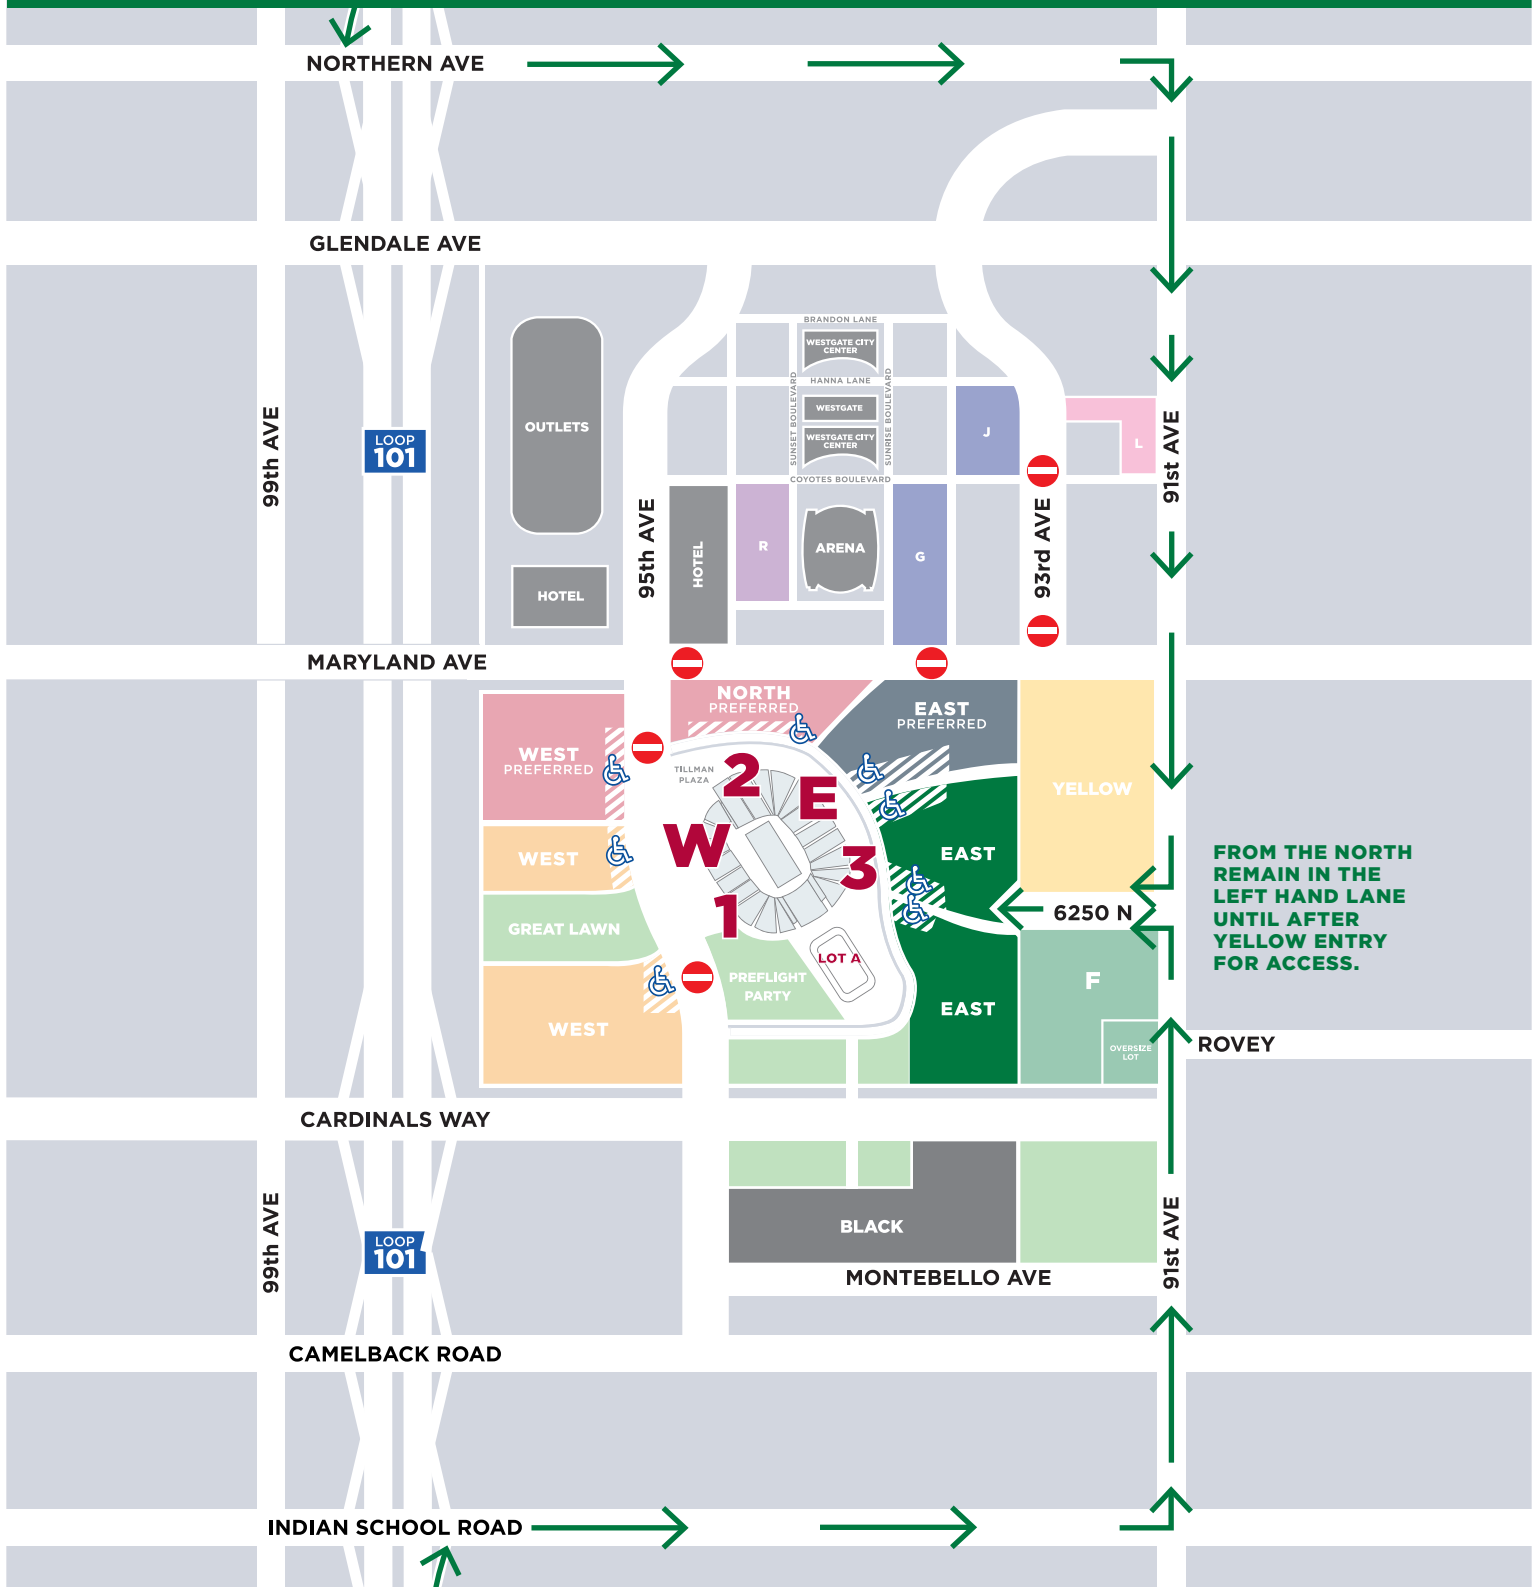 NORTHERN AVE
GLENDALE AVE
BRANDON LANE
WESTGATE CITY
CENTER
HANNA LANE
WESTGATE
WESTGATE CITY
CENTER
SUNSET BOULEVARD
SUNRISE BOULEVARD
COYOTES BOULEVARD
OUTLETS
99th AVE
LOOP
101
J
L
91st AVE
95th AVE
HOTEL
R
ARENA
G
93rd AVE
HOTEL
MARYLAND AVE
NORTH
PREFERRED
EAST
PREFERRED
WEST
PREFERRED
TILLMAN
PLAZA
2
E
YELLOW
W
3
1
WEST
EAST
FROM THE NORTH
REMAIN IN THE
LEFT HAND LANE
UNTIL AFTER
YELLOW ENTRY
FOR ACCESS.
6250 N
GREAT LAWN
LOT A
PREFLIGHT
PARTY
F
EAST
WEST
OVERSIZE
LOT
ROVEY
CARDINALS WAY
99th AVE
LOOP
101
BLACK
91st AVE
MONTEBELLO AVE
CAMELBACK ROAD
INDIAN SCHOOL ROAD